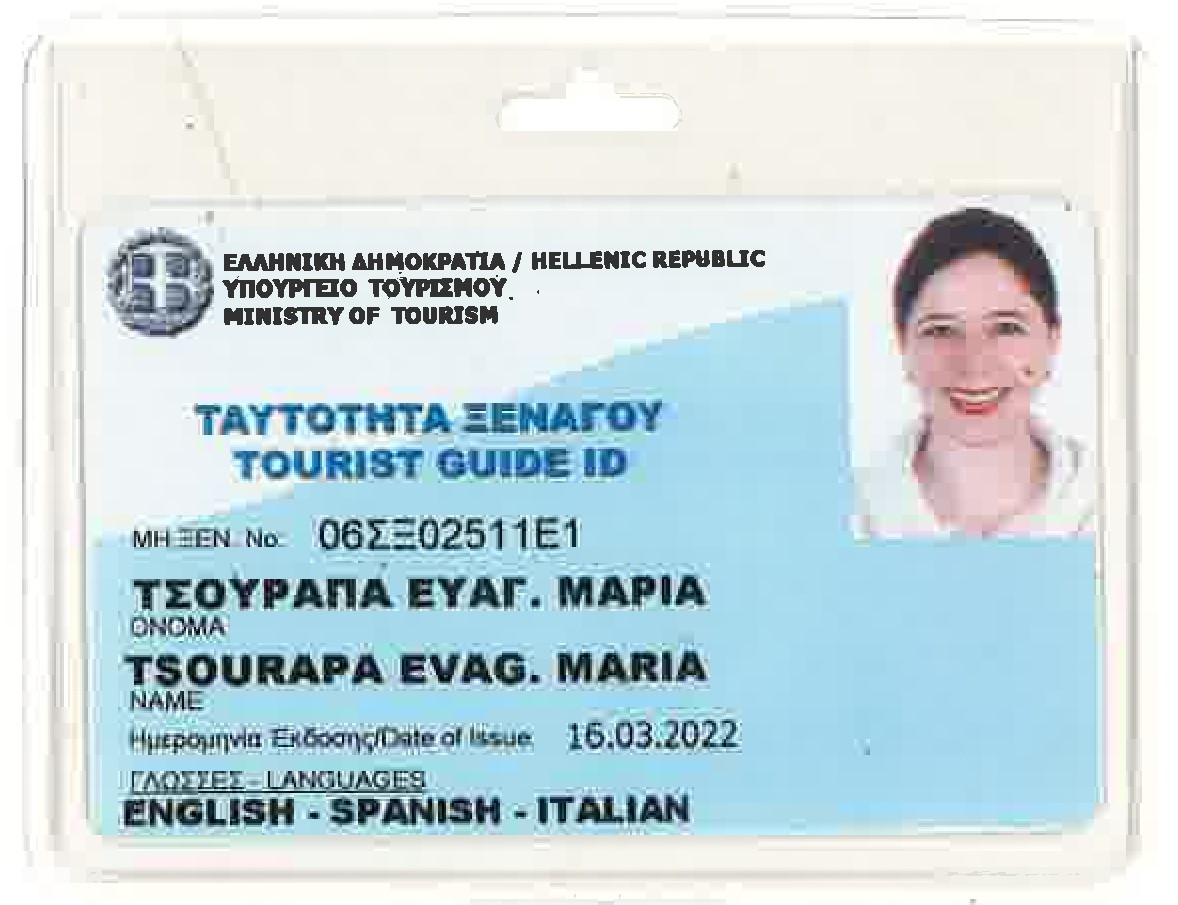 ΕΛΛΗΝΙΚΗ ΔΗΜΟΚΡΑΤΙΑ / HELLENIC REPUBLIC
ΥΠΟΥΡΓΕΙΟ ΤΟΥΡΙΣΜΟΥ
MINISTRY OF TOURISM
ΤΑΥΤΟΤΗΤΑ ΞΕΝΑΓΟΥ
TOURIST GUIDE ID
ΜΗ ΞΕΝ. No: 06ΣΞ02511Ε1
ΤΣΟΥΡΑΠΑ ΕΥΑΓ. ΜΑΡΙΑ
ΟΝΟΜΑ
TSOURAPA EVAG. MARIA
NAME
Ημερομηνία Έκδοσης/Date of Issue 16.03.2022
ΓΛΩΣΣΕΣ - LANGUAGES
ENGLISH - SPANISH - ITALIAN